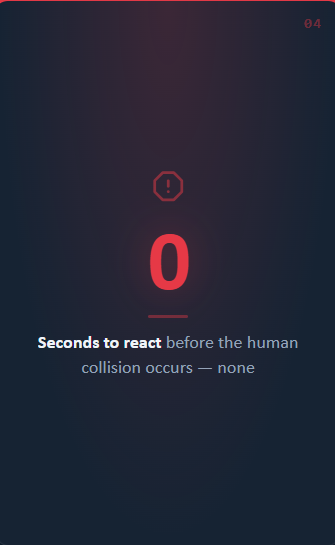 04
0
Seconds to react before the human
collision occurs — none